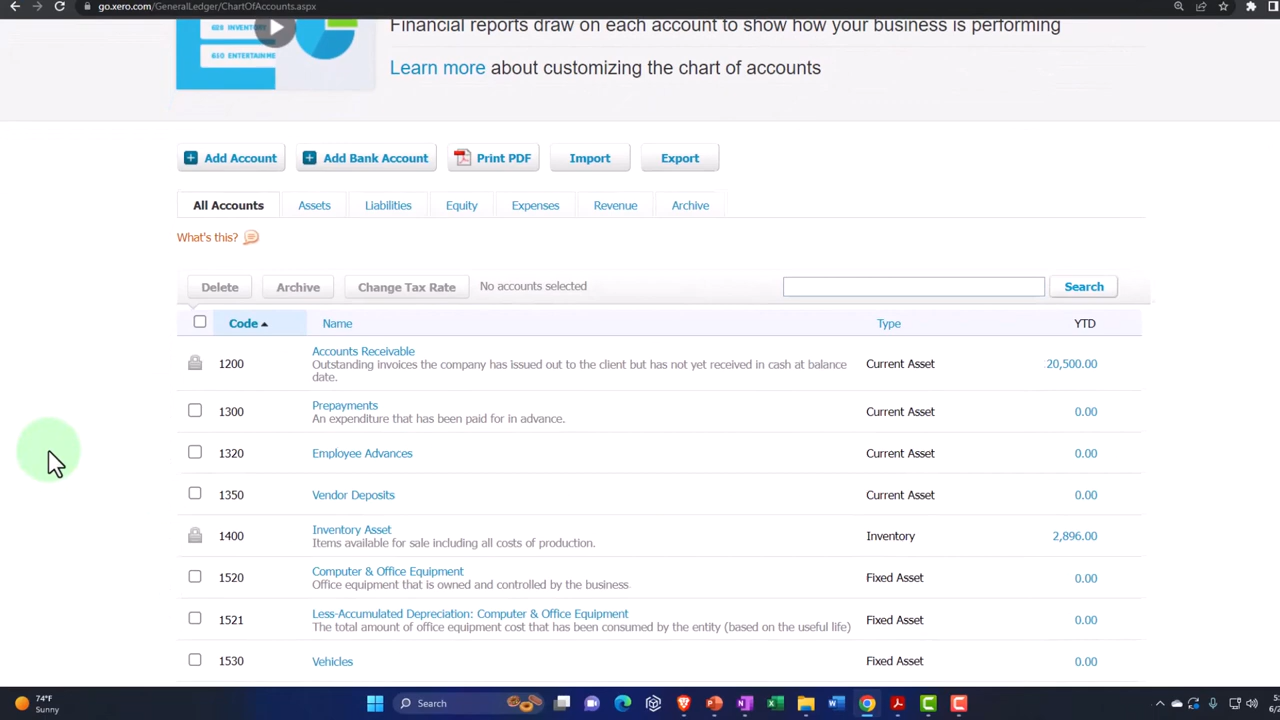 go.xero.com/GeneralLedger/ChartOfAccounts.aspx
Financial reports draw on each account to show how your business is performing
650 ENTERTAINME
Learn more about customizing the chart of accounts
Add Account
Add Bank Account
Print PDF
Import
Export
All Accounts
Assets
Liabilities
Equity
Expenses
Revenue
Archive
What's this?
Delete
Archive
Change Tax Rate
No accounts selected
Search
Code
Name
Type
YTD
1200
Accounts Receivable
Outstanding invoices the company has issued out to the client but has not yet received in cash at balance
date.
Current Asset
20,500.00
1300
Prepayments
An expenditure that has been paid for in advance.
Current Asset
0.00
1320
Employee Advances
Current Asset
0.00
1350
Vendor Deposits
Current Asset
0.00
1400
Inventory Asset
Items available for sale including all costs of production.
Inventory
2,896.00
1520
Computer & Office Equipment
Office equipment that is owned and controlled by the business
Fixed Asset
0.00
1521
Less-Accumulated Depreciation: Computer & Office Equipment
The total amount of office equipment cost that has been consumed by the entity (based on the useful life)
Fixed Asset
0.00
1530
Vehicles
Fixed Asset
0.00
74°F
Sunny
Search